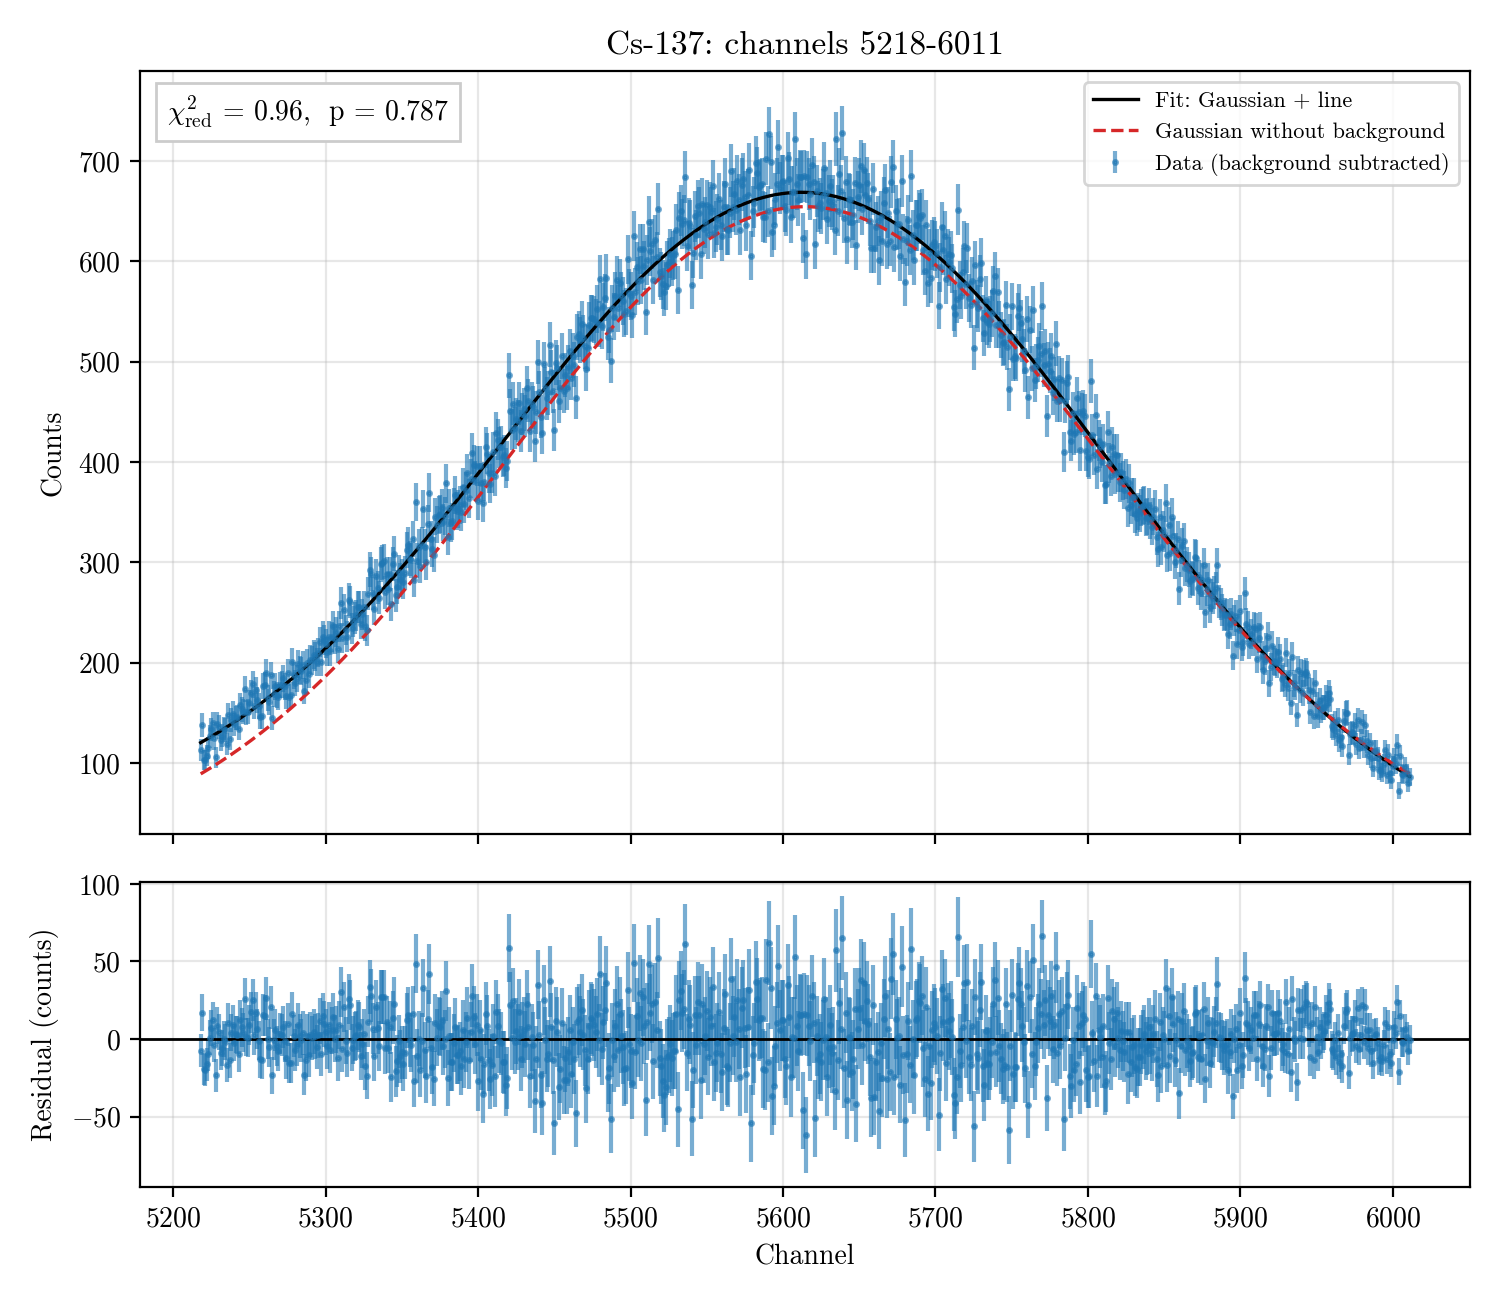 Cs-137: channels 5218-6011
χ²red = 0.96, p = 0.787
Fit: Gaussian + line
Gaussian without background
Data (background subtracted)
700
600
500
400
300
200
100
Counts
100
50
0
−50
Residual (counts)
5200 5300 5400 5500 5600 5700 5800 5900 6000
Channel